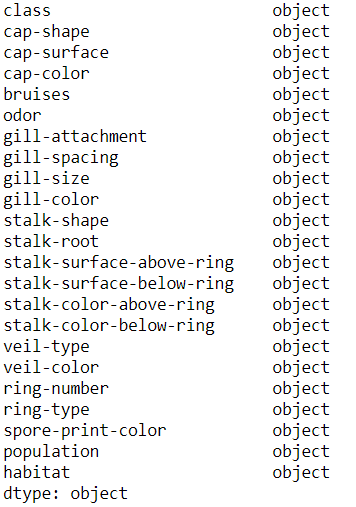 class object
cap-shape object
cap-surface object
cap-color object
bruises object
odor object
gill-attachment object
gill-spacing object
gill-size object
gill-color object
stalk-shape object
stalk-root object
stalk-surface-above-ring object
stalk-surface-below-ring object
stalk-color-above-ring object
stalk-color-below-ring object
veil-type object
veil-color object
ring-number object
ring-type object
spore-print-color object
population object
habitat object
dtype: object